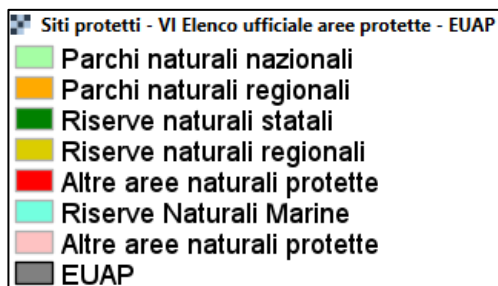 Siti protetti - VI Elenco ufficiale aree protette - EUAP
Parchi naturali nazionali
Parchi naturali regionali
Riserve naturali statali
Riserve naturali regionali
Altre aree naturali protette
Riserve Naturali Marine
Altre aree naturali protette
EUAP